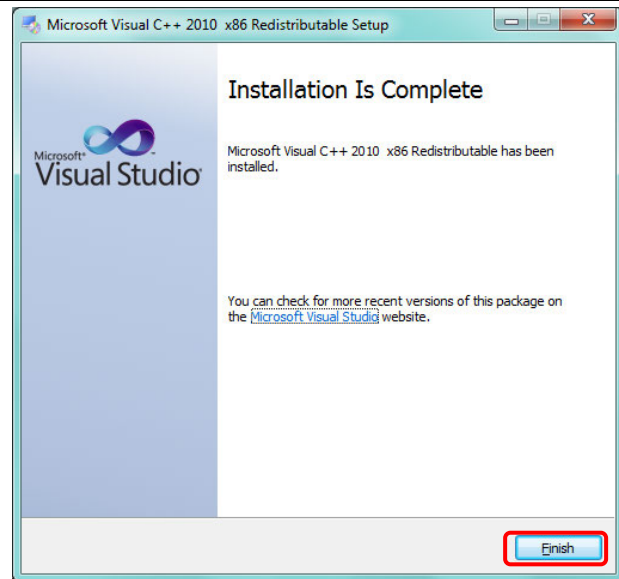 Microsoft Visual C++ 2010  x86 Redistributable Setup
Installation Is Complete
Microsoft Visual C++ 2010  x86 Redistributable has been
installed.
Microsoft®
Visual Studio®
You can check for more recent versions of this package on
the Microsoft Visual Studio website.
Finish